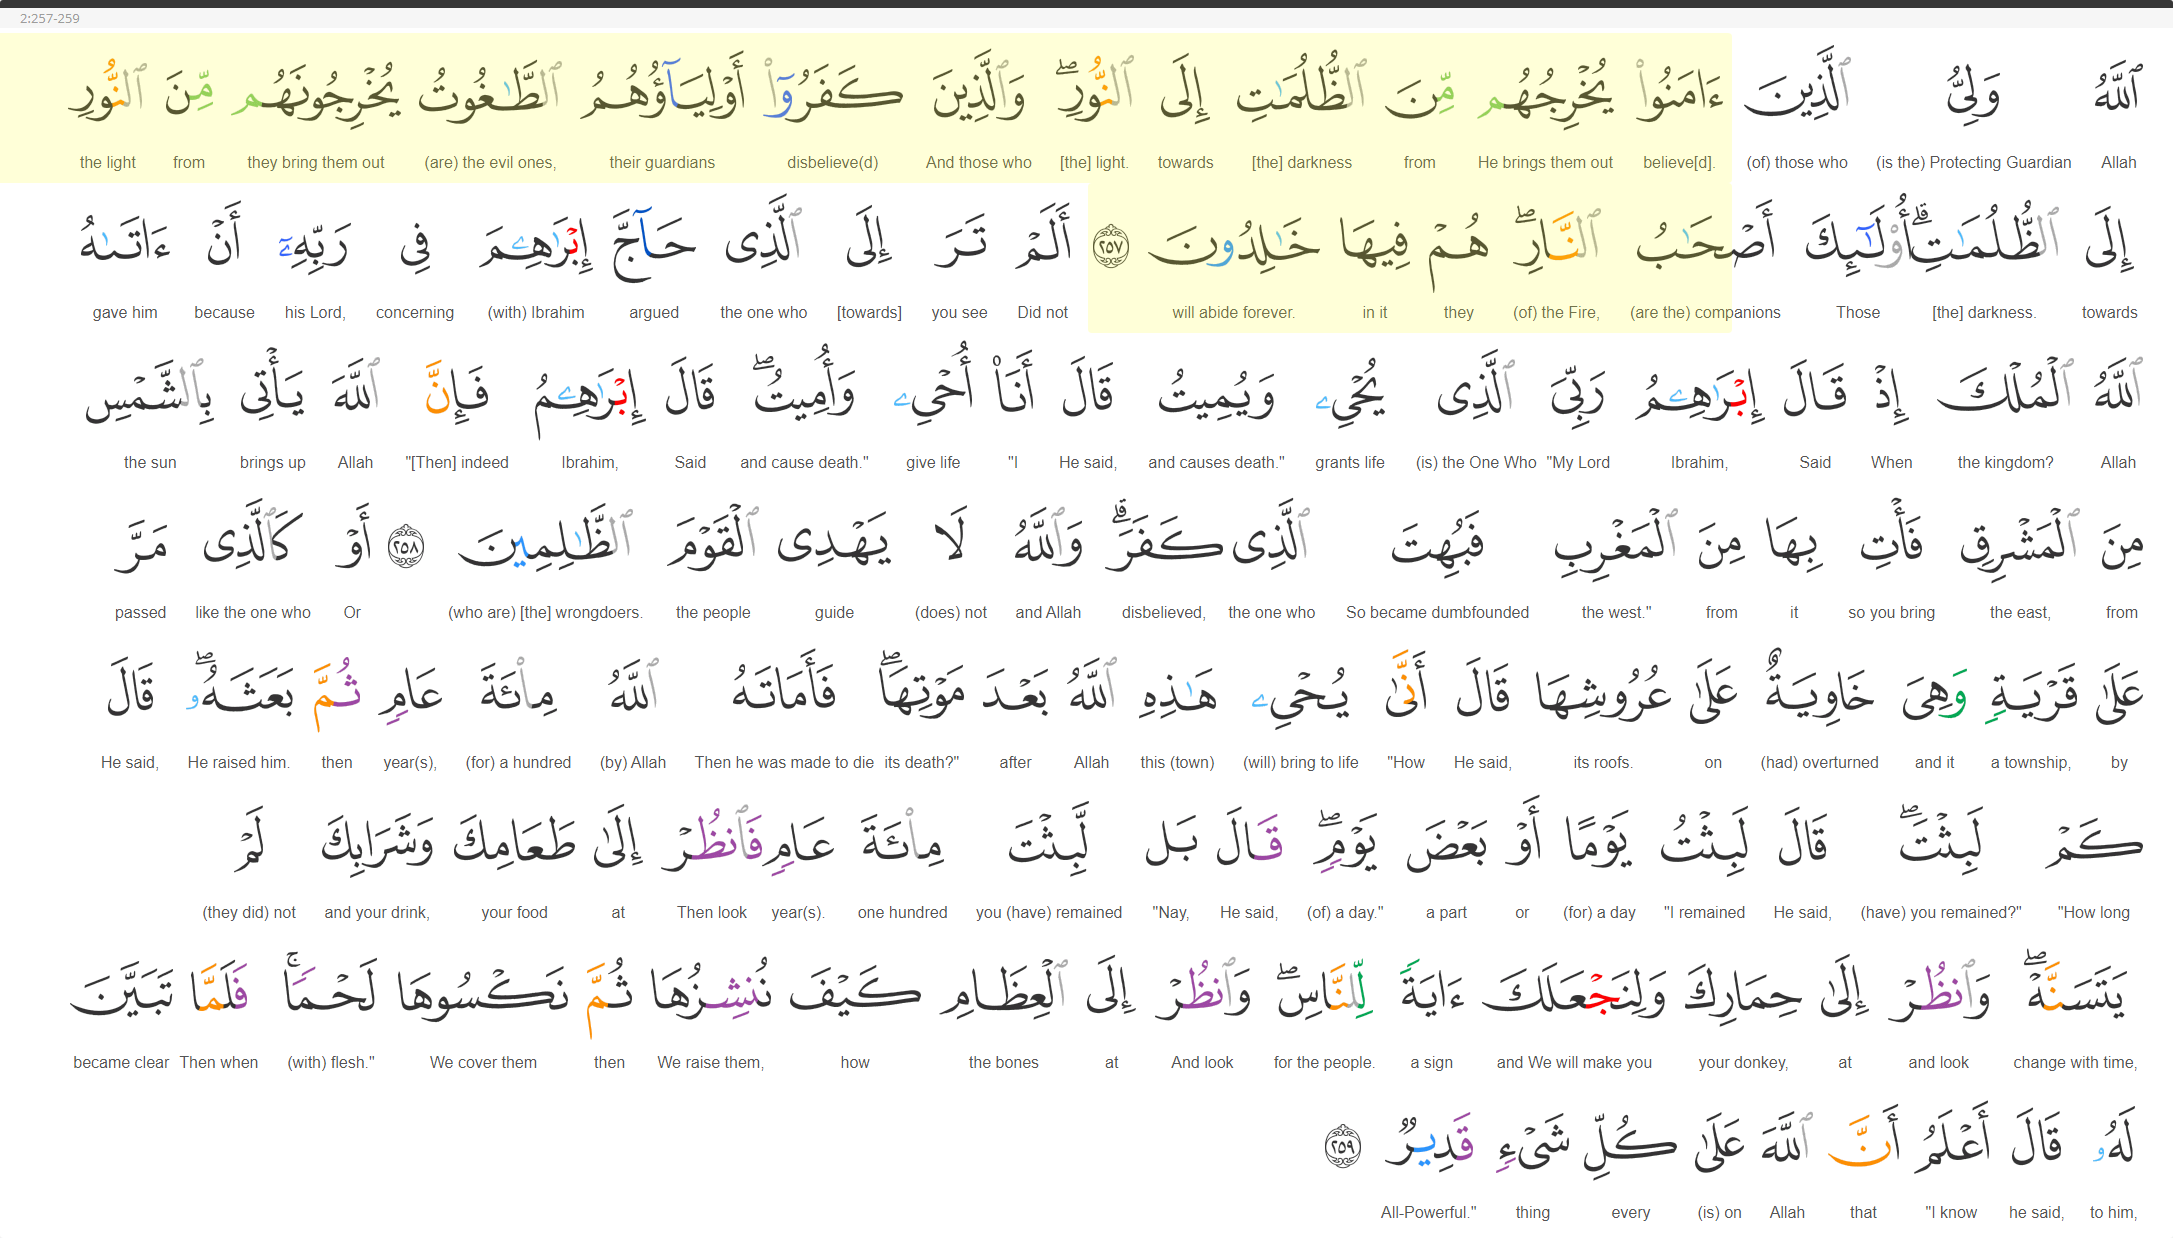 2:257-259
ٱللَّهُ وَلِىُّ ٱلَّذِينَ ءَامَنُوا۟ يُخْرِجُهُم مِّنَ ٱلظُّلُمَـٰتِ إِلَى ٱلنُّورِ ۖ وَٱلَّذِينَ كَفَرُوٓا۟ أَوْلِيَآؤُهُمُ ٱلطَّـٰغُوتُ يُخْرِجُونَهُم مِّنَ ٱلنُّورِ
Allah (is the) Protecting Guardian (of) those who believe[d]. He brings them out from [the] darkness towards [the] light. And those who disbelieve(d) their guardians (are) the evil ones, they bring them out from the light
إِلَى ٱلظُّلُمَـٰتِ ۗ أُو۟لَـٰٓئِكَ أَصْحَـٰبُ ٱلنَّارِ ۖ هُمْ فِيهَا خَـٰلِدُونَ ٢٥٧ أَلَمْ تَرَ إِلَى ٱلَّذِى حَآجَّ إِبْرَٰهِـۧمَ فِى رَبِّهِۦٓ أَنْ ءَاتَىٰهُ
towards [the] darkness. Those (are the) companions (of) the Fire, they in it will abide forever. Did not you see [towards] the one who argued (with) Ibrahim concerning his Lord, because gave him
ٱللَّهُ ٱلْمُلْكَ إِذْ قَالَ إِبْرَٰهِـۧمُ رَبِّىَ ٱلَّذِى يُحْىِۦ وَيُمِيتُ قَالَ أَنَا۠ أُحْىِۦ وَأُمِيتُ ۖ قَالَ إِبْرَٰهِـۧمُ فَإِنَّ ٱللَّهَ يَأْتِى بِٱلشَّمْسِ
Allah the kingdom? When Said Ibrahim, "My Lord (is) the One Who grants life and causes death." He said, "I give life and cause death." Said Ibrahim, "[Then] indeed Allah brings up the sun
مِنَ ٱلْمَشْرِقِ فَأْتِ بِهَا مِنَ ٱلْمَغْرِبِ فَبُهِتَ ٱلَّذِى كَفَرَ ۗ وَٱللَّهُ لَا يَهْدِى ٱلْقَوْمَ ٱلظَّـٰلِمِينَ ٢٥٨ أَوْ كَٱلَّذِى مَرَّ
from the east, so you bring it from the west." So became dumbfounded the one who disbelieved, and Allah (does) not guide the people (who are) [the] wrongdoers. Or like the one who passed
عَلَىٰ قَرْيَةٍ وَهِىَ خَاوِيَةٌ عَلَىٰ عُرُوشِهَا قَالَ أَنَّىٰ يُحْىِۦ هَـٰذِهِ ٱللَّهُ بَعْدَ مَوْتِهَا ۖ فَأَمَاتَهُ ٱللَّهُ مِا۟ئَةَ عَامٍ ثُمَّ بَعَثَهُۥ ۖ قَالَ
by a township, and it (had) overturned on its roofs. He said, "How (will) bring to life this (town) Allah after its death?" Then he was made to die (by) Allah (for) a hundred year(s), then He raised him. He said,
كَمْ لَبِثْتَ ۖ قَالَ لَبِثْتُ يَوْمًا أَوْ بَعْضَ يَوْمٍ ۖ قَالَ بَل لَّبِثْتَ مِا۟ئَةَ عَامٍ فَٱنظُرْ إِلَىٰ طَعَامِكَ وَشَرَابِكَ لَمْ
"How long (have) you remained?" He said, "I remained (for) a day or a part (of) a day." He said, "Nay, you (have) remained one hundred year(s). Then look at your food and your drink, (they did) not
يَتَسَنَّهْ ۖ وَٱنظُرْ إِلَىٰ حِمَارِكَ وَلِنَجْعَلَكَ ءَايَةً لِّلنَّاسِ ۖ وَٱنظُرْ إِلَى ٱلْعِظَامِ كَيْفَ نُنشِزُهَا ثُمَّ نَكْسُوهَا لَحْمًا ۚ فَلَمَّا تَبَيَّنَ
change with time, and look at your donkey, and We will make you a sign for the people. And look at the bones how We raise them, then We cover them (with) flesh." Then when became clear
لَهُۥ قَالَ أَعْلَمُ أَنَّ ٱللَّهَ عَلَىٰ كُلِّ شَىْءٍ قَدِيرٌ ٢٥٩
to him, he said, "I know that Allah (is) on every thing All-Powerful."